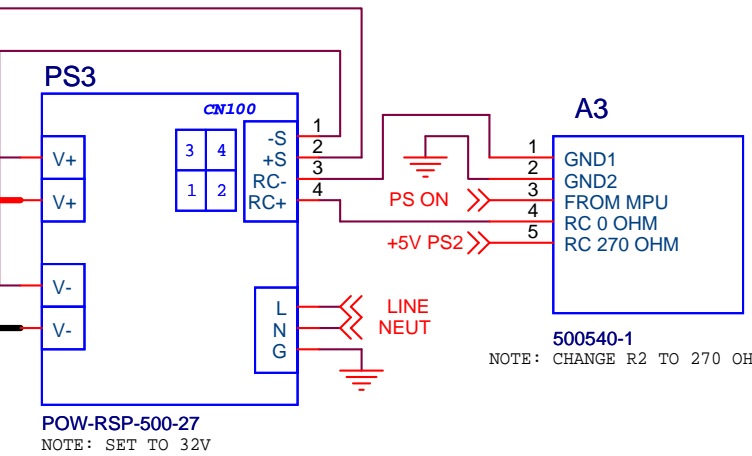 PS3
CN100
3 4
1 2
V+
V+
V-
V-
-S 1
+S 2
RC- 3
RC+ 4
L
N
G
LINE
NEUT
POW-RSP-500-27
NOTE: SET TO 32V
A3
1 GND1
2 GND2
PS ON 3 FROM MPU
4 RC 0 OHM
+5V PS2 5 RC 270 OHM
500540-1
NOTE: CHANGE R2 TO 270 OH